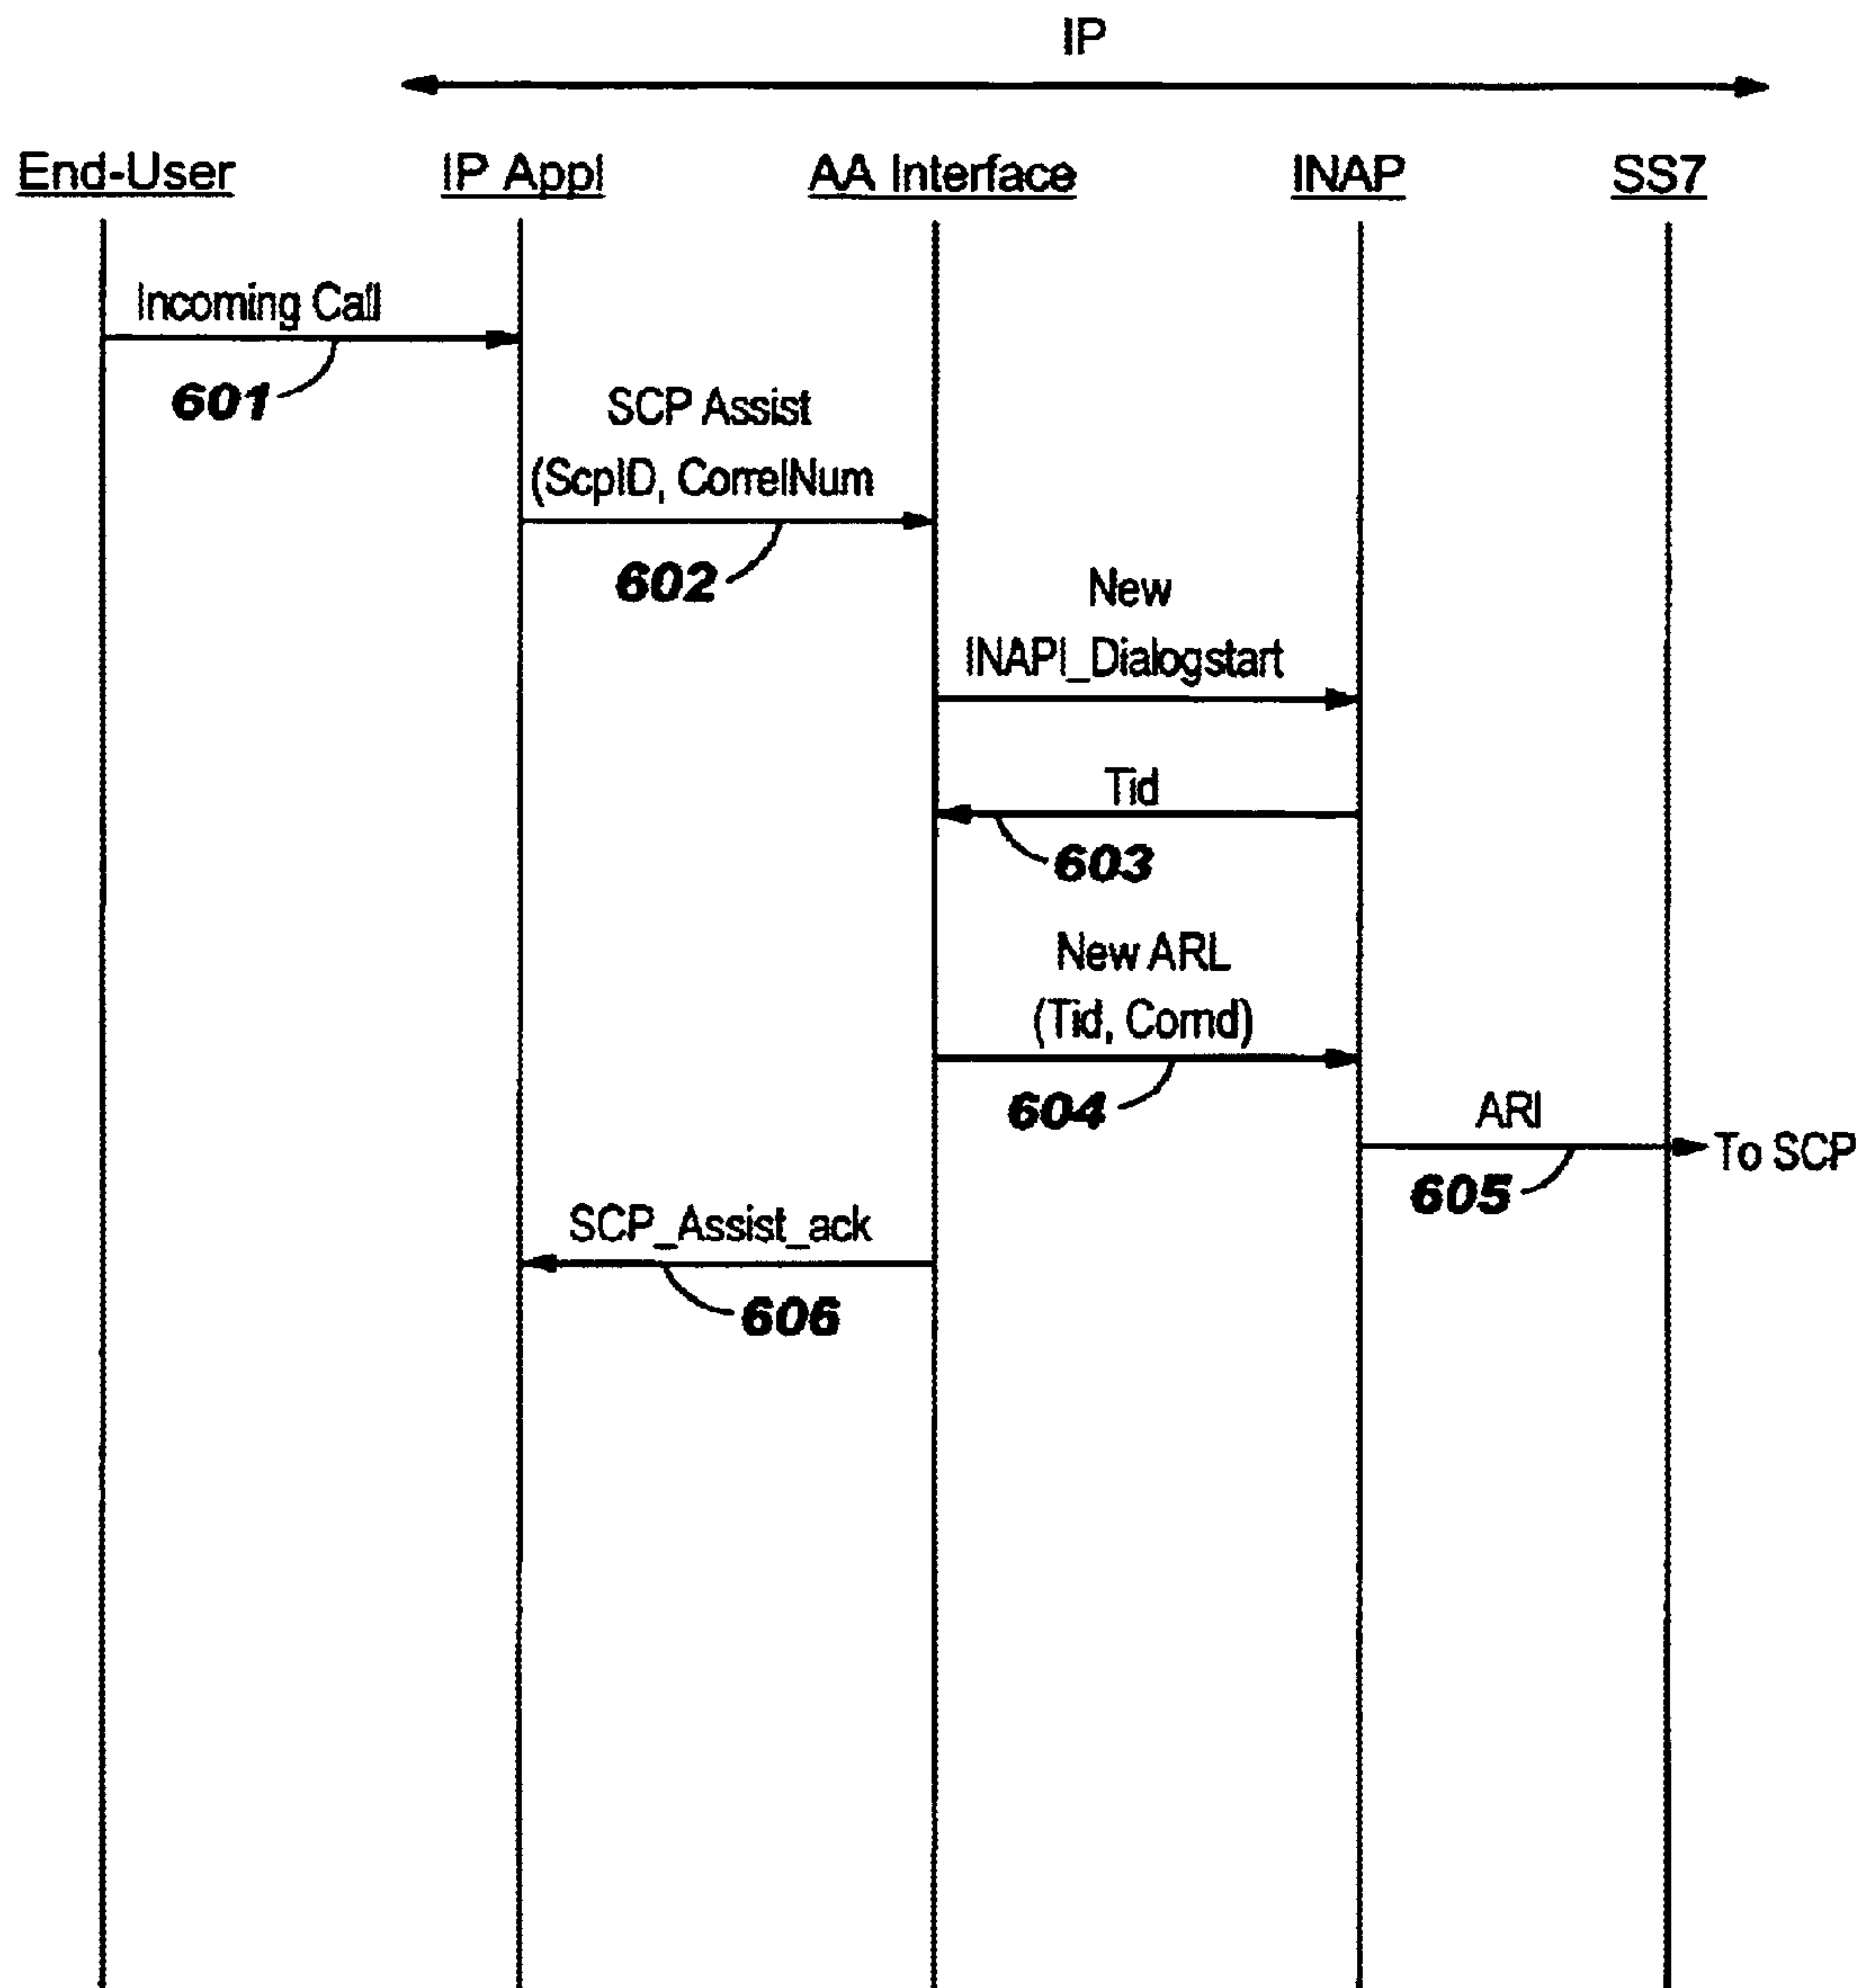 IP
End-User IP Appl AA Interface INAP SS7
Incoming Call
601
SCP Assist
(ScpID, CorrelNum
602
New
INAPI_Dialogstart
Tid
603
New ARL
(Tid, Cornd)
604
ARI
To SCP
605
SCP_Assist_ack
606